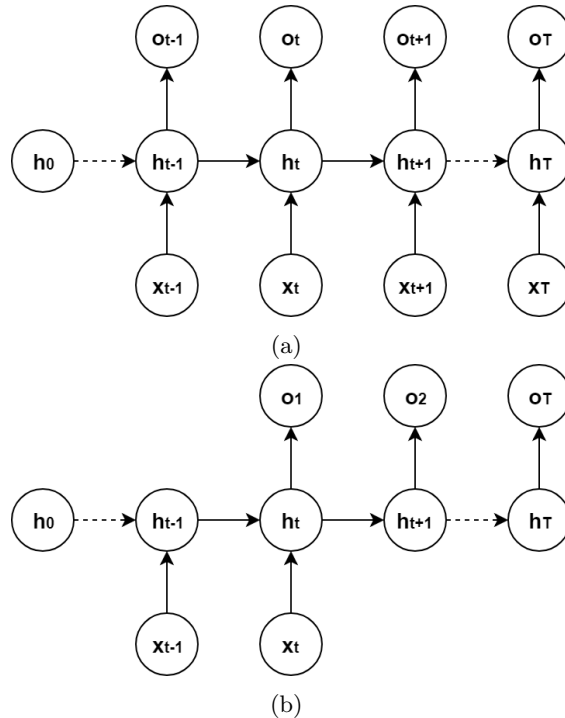 ot-1 ot ot+1 oT
h0 ht-1 ht ht+1 hT
xt-1 xt xt+1 xT
(a)
o1 o2 oT
h0 ht-1 ht ht+1 hT
xt-1 xt
(b)